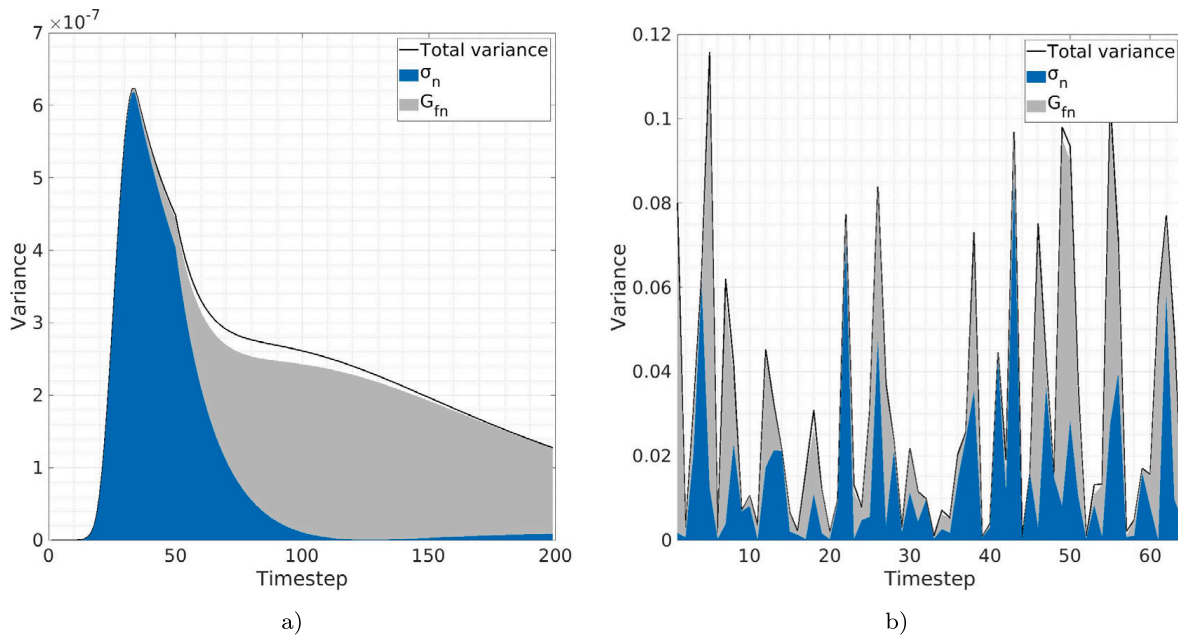 ×10⁻⁷
7
6
5
4
3
2
1
0
Variance
0
50
100
150
200
Timestep
Total variance
σₙ
G_fn
a)
0.12
0.1
0.08
0.06
0.04
0.02
0
Variance
10
20
30
40
50
60
Timestep
Total variance
σₙ
G_fn
b)